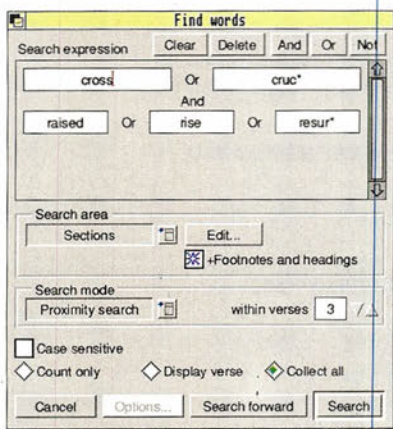 Find words
Search expression Clear Delete And Or Not
cross Or cruc*
And
raised Or rise Or resur*
Search area
Sections Edit...
+Footnotes and headings
Search mode
Proximity search within verses 3
Case sensitive
Count only Display verse Collect all
Cancel Options... Search forward Search